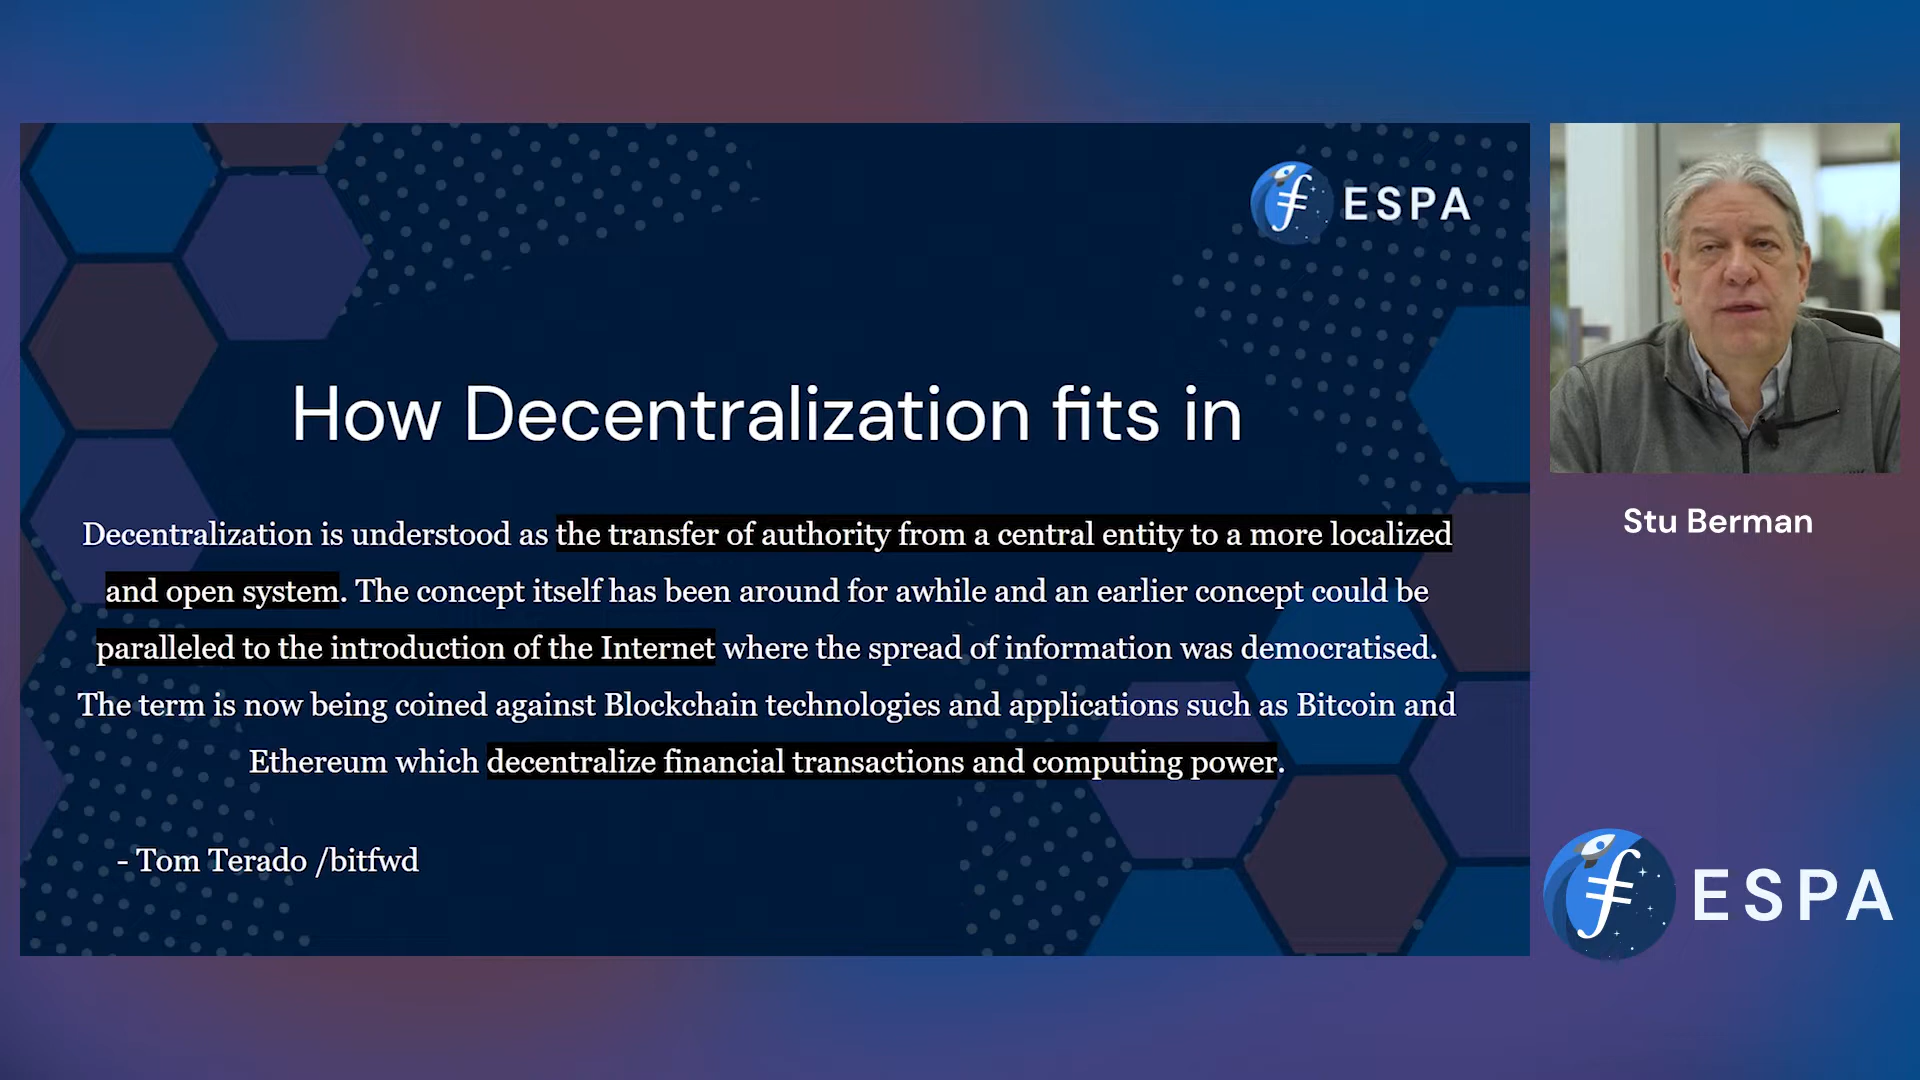 ESPA
How Decentralization fits in
Decentralization is understood as the transfer of authority from a central entity to a more localized
and open system. The concept itself has been around for awhile and an earlier concept could be
paralleled to the introduction of the Internet where the spread of information was democratised.
The term is now being coined against Blockchain technologies and applications such as Bitcoin and
Ethereum which decentralize financial transactions and computing power.
- Tom Terado /bitfwd
Stu Berman
ESPA